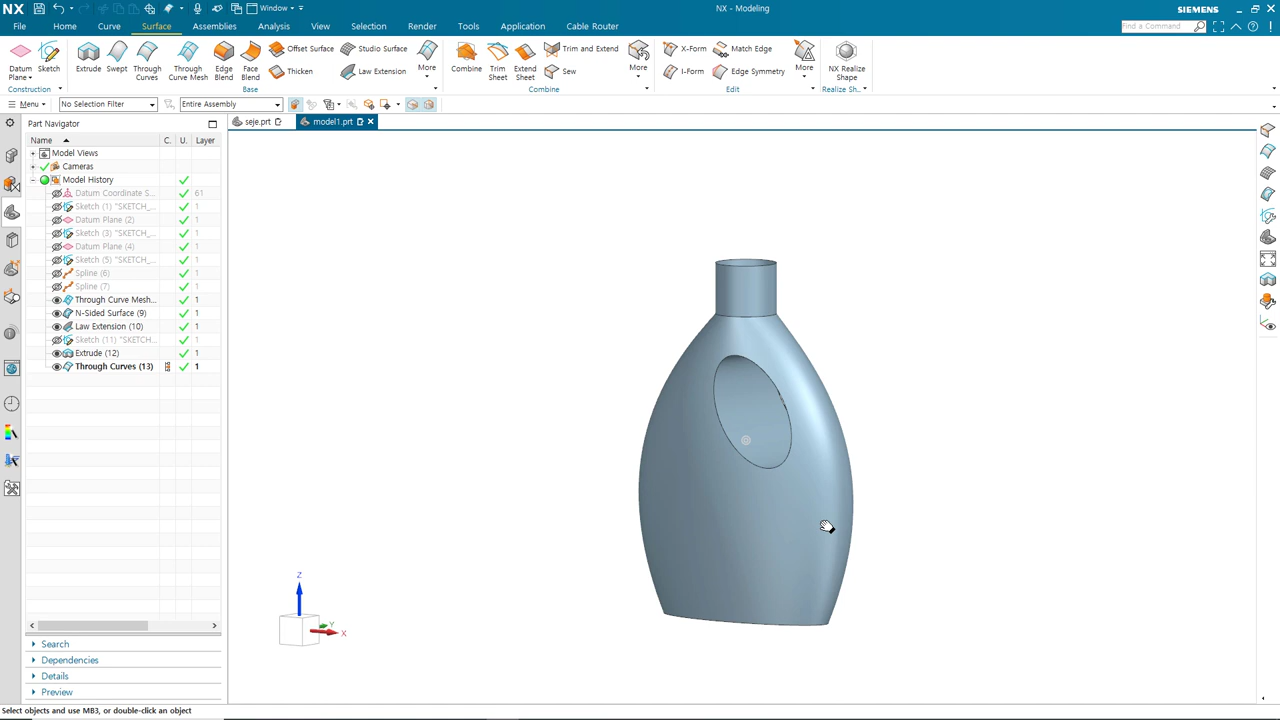 NX
Window
NX - Modeling
SIEMENS
File Home Curve Surface Assemblies Analysis View Selection Render Tools Application Cable Router
Find a Command
Datum Plane
Sketch
Extrude
Swept
Through Curves
Through Curve Mesh
Edge Blend
Face Blend
Offset Surface
Thicken
Studio Surface
Law Extension
More
Combine
Trim Sheet
Extend Sheet
Trim and Extend
Sew
More
X-Form
I-Form
Match Edge
Edge Symmetry
More
NX Realize Shape
Construction Base Combine Edit Realize Sh..
Menu No Selection Filter Entire Assembly
Part Navigator seje.prt model1.prt
Name C. U. Layer
Model Views
Cameras
Model History
Datum Coordinate S... 61
Sketch (1) "SKETCH_... 1
Datum Plane (2) 1
Sketch (3) "SKETCH_... 1
Datum Plane (4) 1
Sketch (5) "SKETCH_... 1
Spline (6) 1
Spline (7) 1
Through Curve Mesh... 1
N-Sided Surface (9) 1
Law Extension (10) 1
Sketch (11) "SKETCH... 1
Extrude (12) 1
Through Curves (13) 1
Z
Y
X
Search
Dependencies
Details
Preview
Select objects and use MB3, or double-click an object